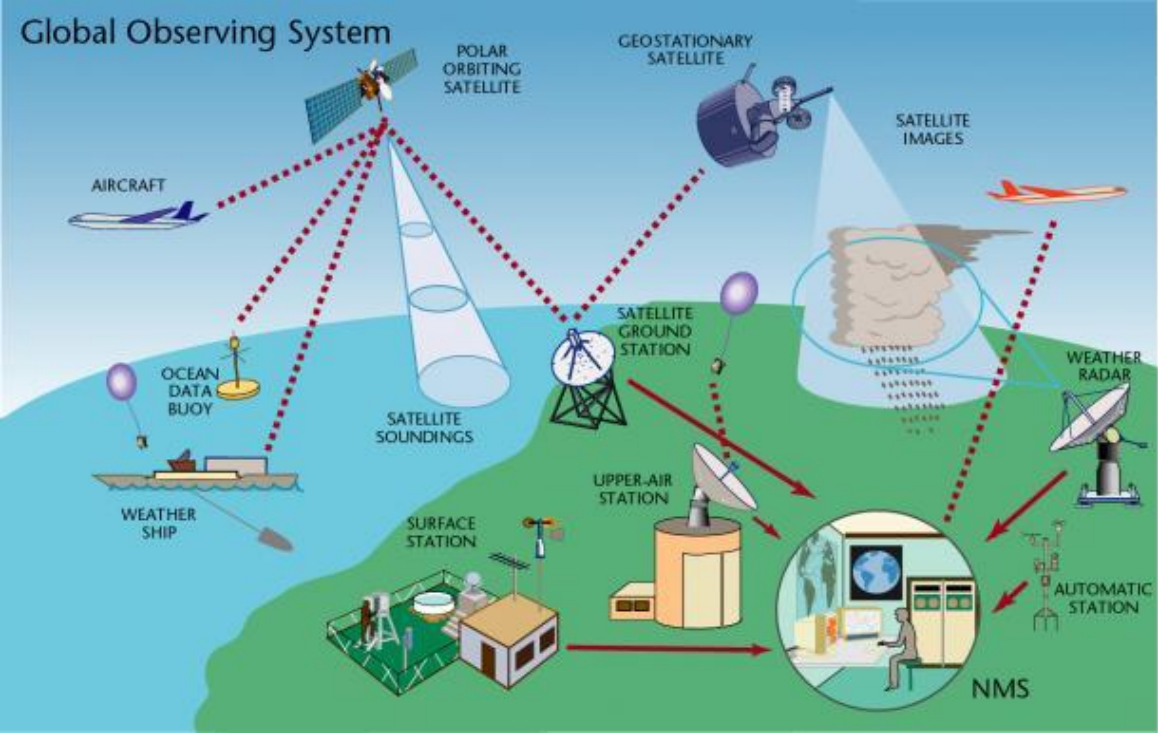 Global Observing System
POLAR
ORBITING
SATELLITE
GEOSTATIONARY
SATELLITE
SATELLITE
IMAGES
AIRCRAFT
SATELLITE
GROUND
STATION
WEATHER
RADAR
OCEAN
DATA
BUOY
SATELLITE
SOUNDINGS
UPPER-AIR
STATION
WEATHER
SHIP
SURFACE
STATION
AUTOMATIC
STATION
NMS